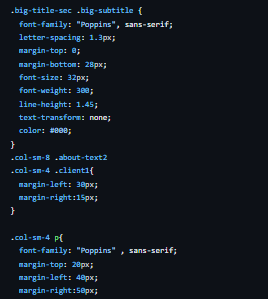 .big-title-sec .big-subtitle {
font-family: "Poppins", sans-serif;
letter-spacing: 1.3px;
margin-top: 0;
margin-bottom: 28px;
font-size: 32px;
font-weight: 300;
line-height: 1.45;
text-transform: none;
color: #000;
}
.col-sm-8 .about-text2
.col-sm-4 .client1{
margin-left: 30px;
margin-right:15px;
}
.col-sm-4 p{
font-family: "Poppins" , sans-serif;
margin-top: 20px;
margin-left: 40px;
margin-right:50px;